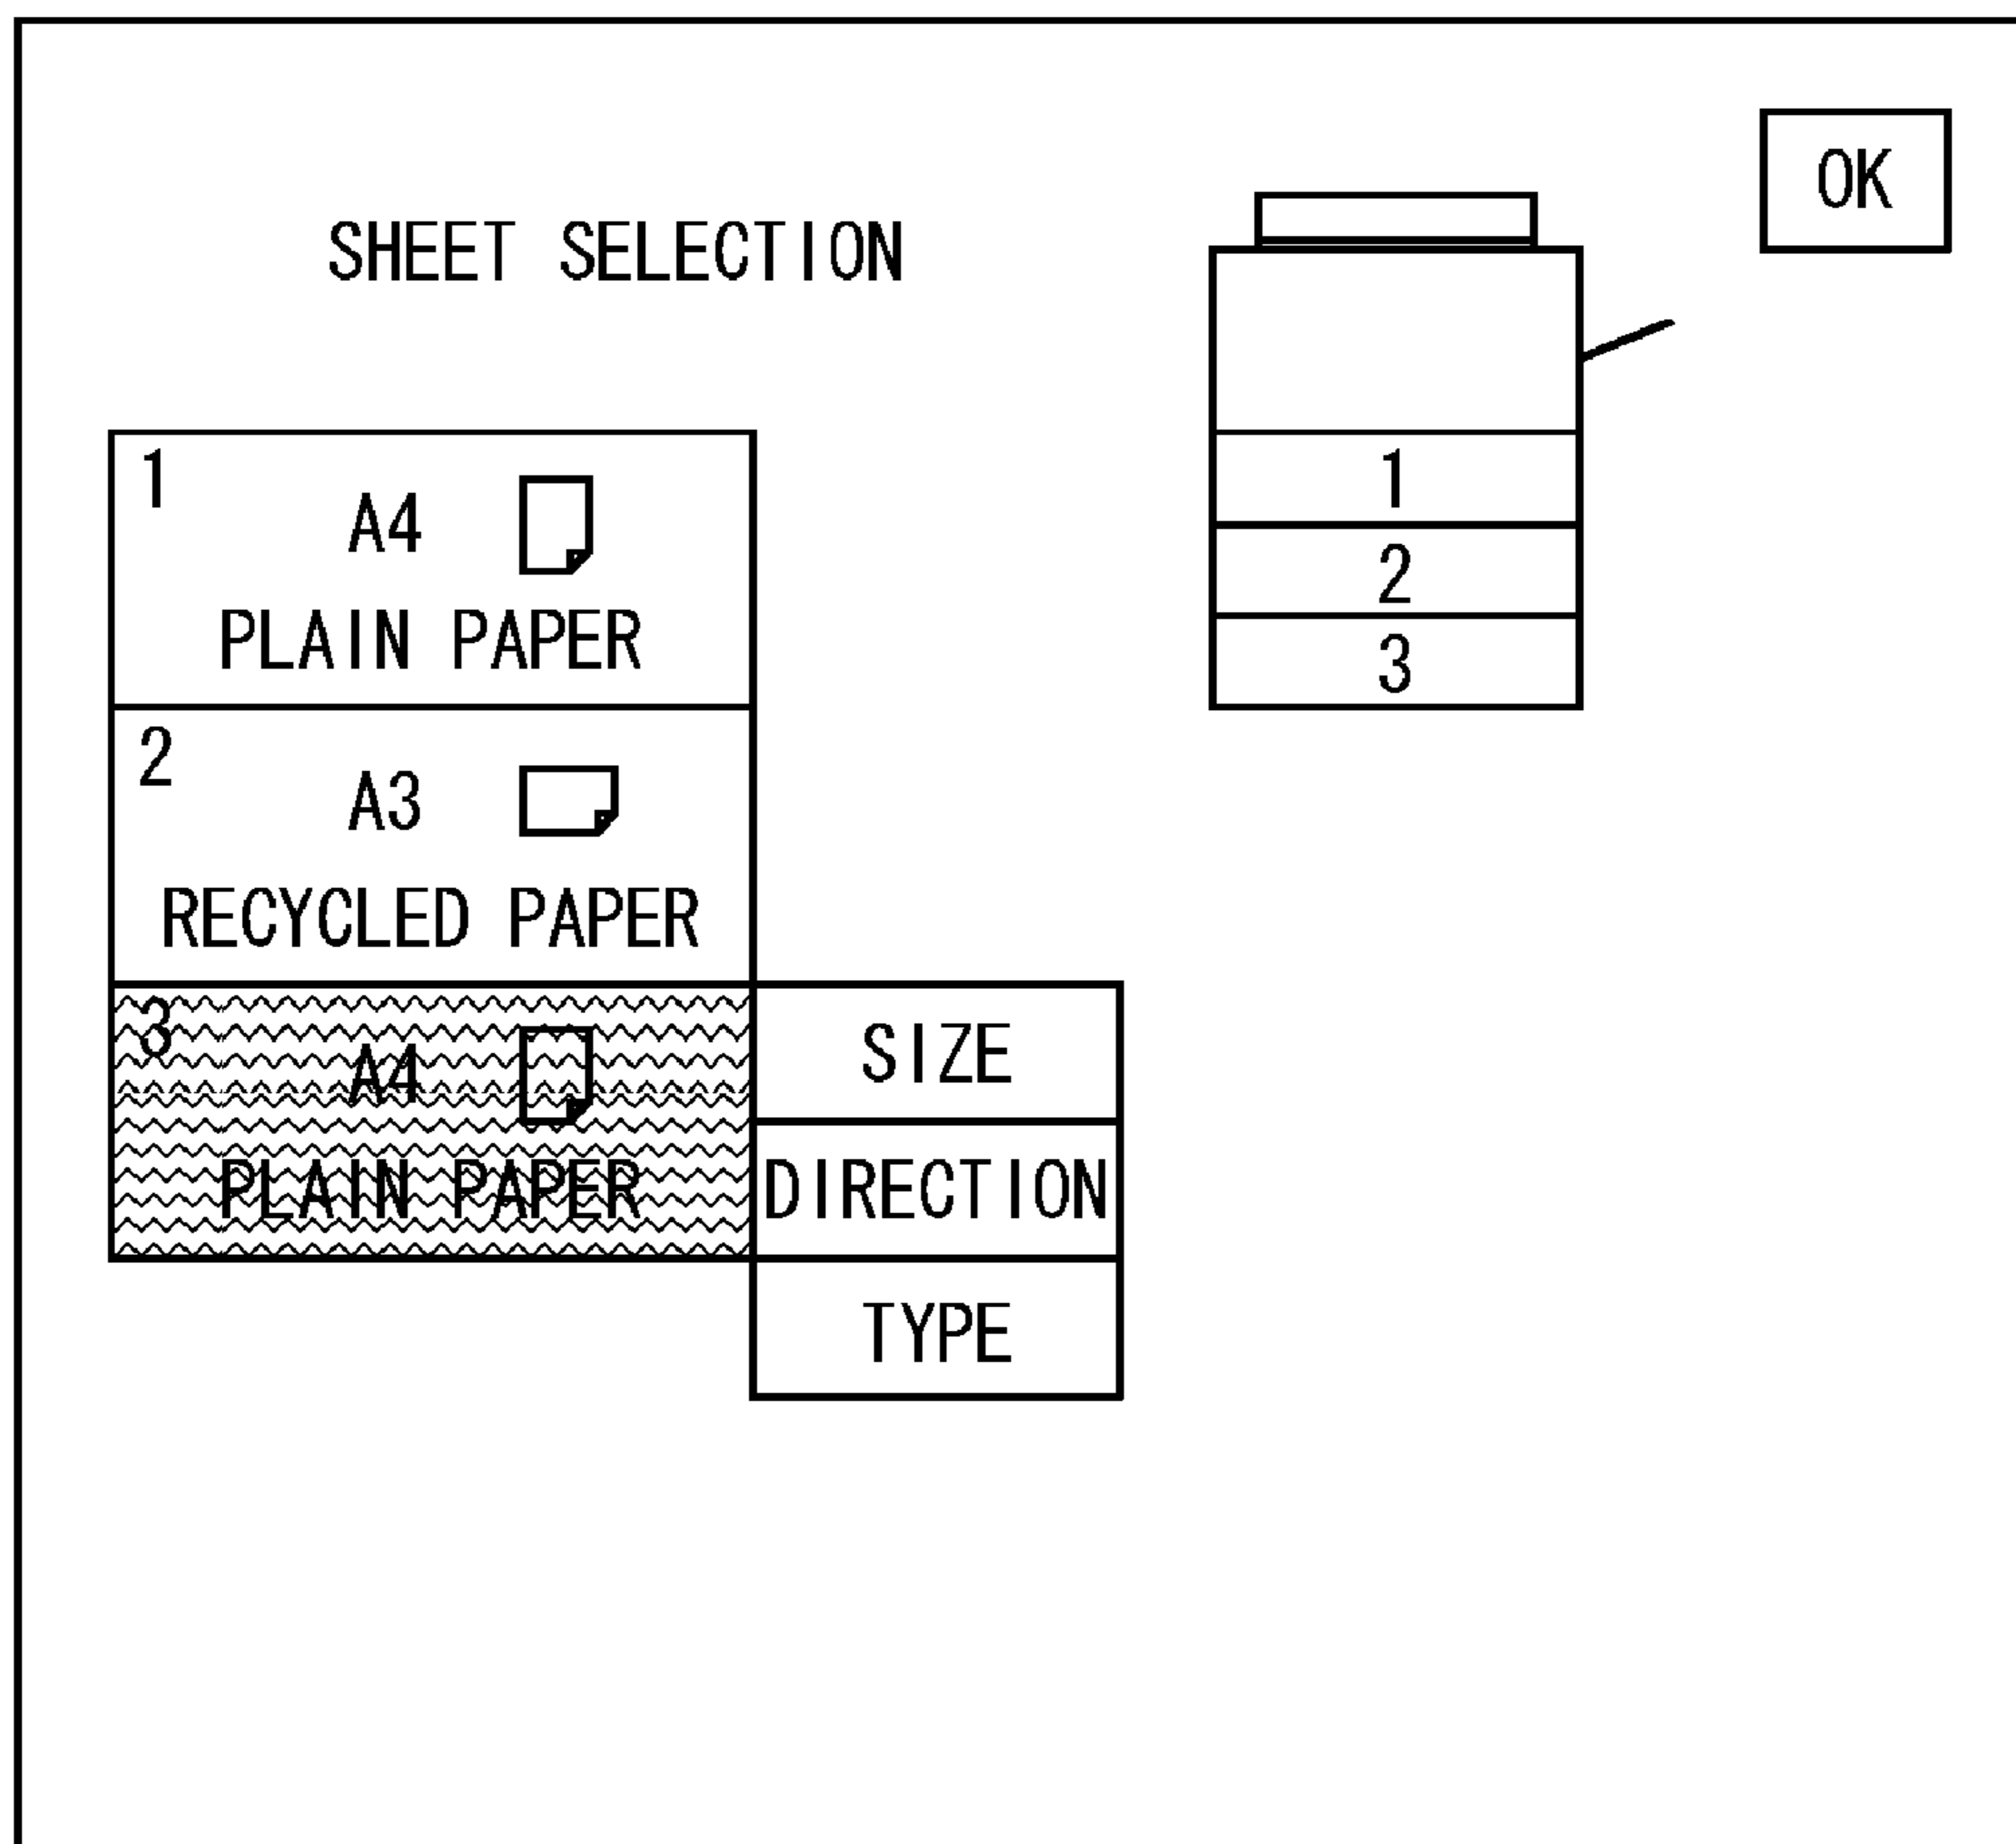 OK
SHEET SELECTION
1
A4
PLAIN PAPER
2
A3
RECYCLED PAPER
3
A4
PLAIN PAPER
SIZE
DIRECTION
TYPE
1
2
3